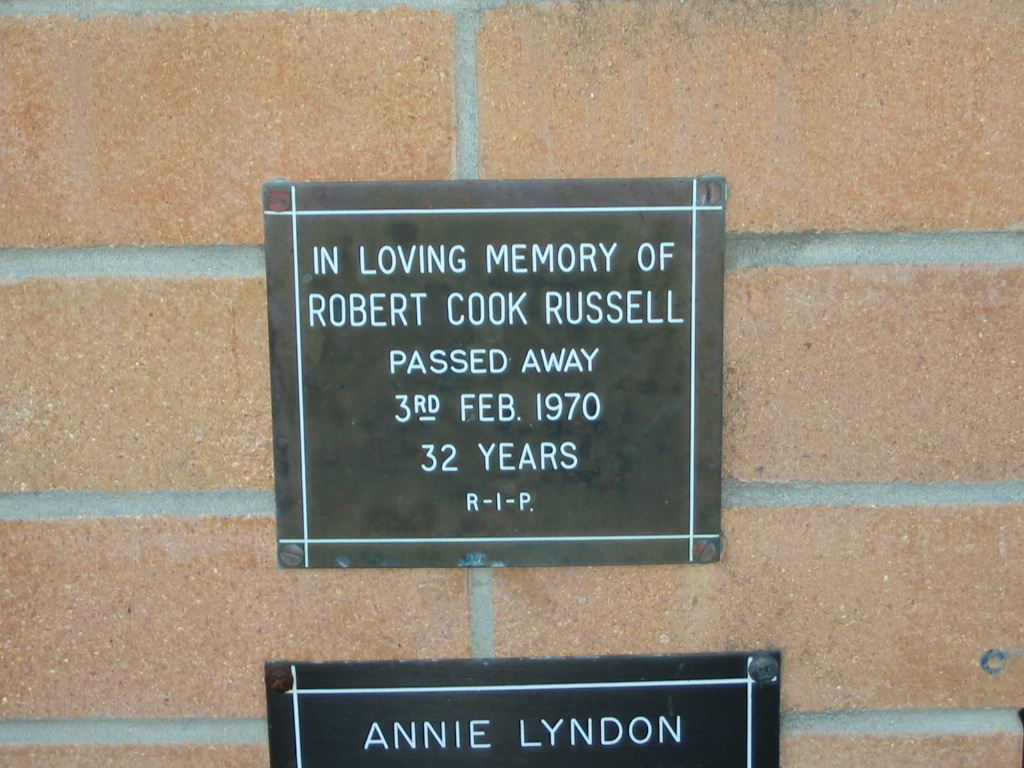 IN LOVING MEMORY OF
ROBERT COOK RUSSELL
PASSED AWAY
3RD FEB. 1970
32 YEARS
R-I-P.
ANNIE LYNDON